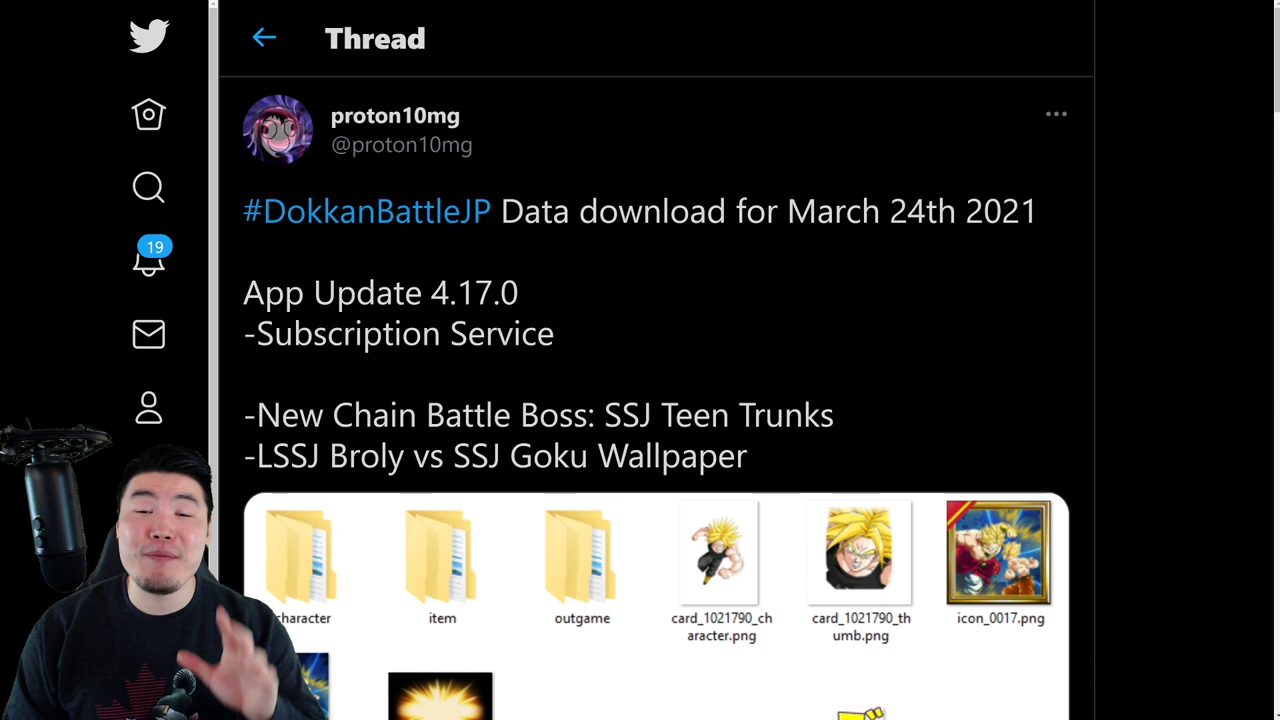 Thread
proton10mg
@proton10mg
19
#DokkanBattleJP Data download for March 24th 2021
App Update 4.17.0
-Subscription Service
-New Chain Battle Boss: SSJ Teen Trunks
-LSSJ Broly vs SSJ Goku Wallpaper
character
item
outgame
card_1021790_ch
aracter.png
card_1021790_th
umb.png
icon_0017.png